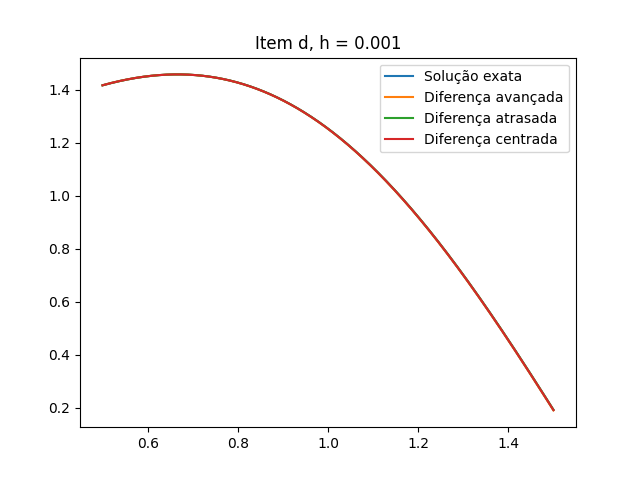 Item d, h = 0.001
Solução exata
Diferença avançada
Diferença atrasada
Diferença centrada
1.4
1.2
1.0
0.8
0.6
0.4
0.2
0.6 0.8 1.0 1.2 1.4